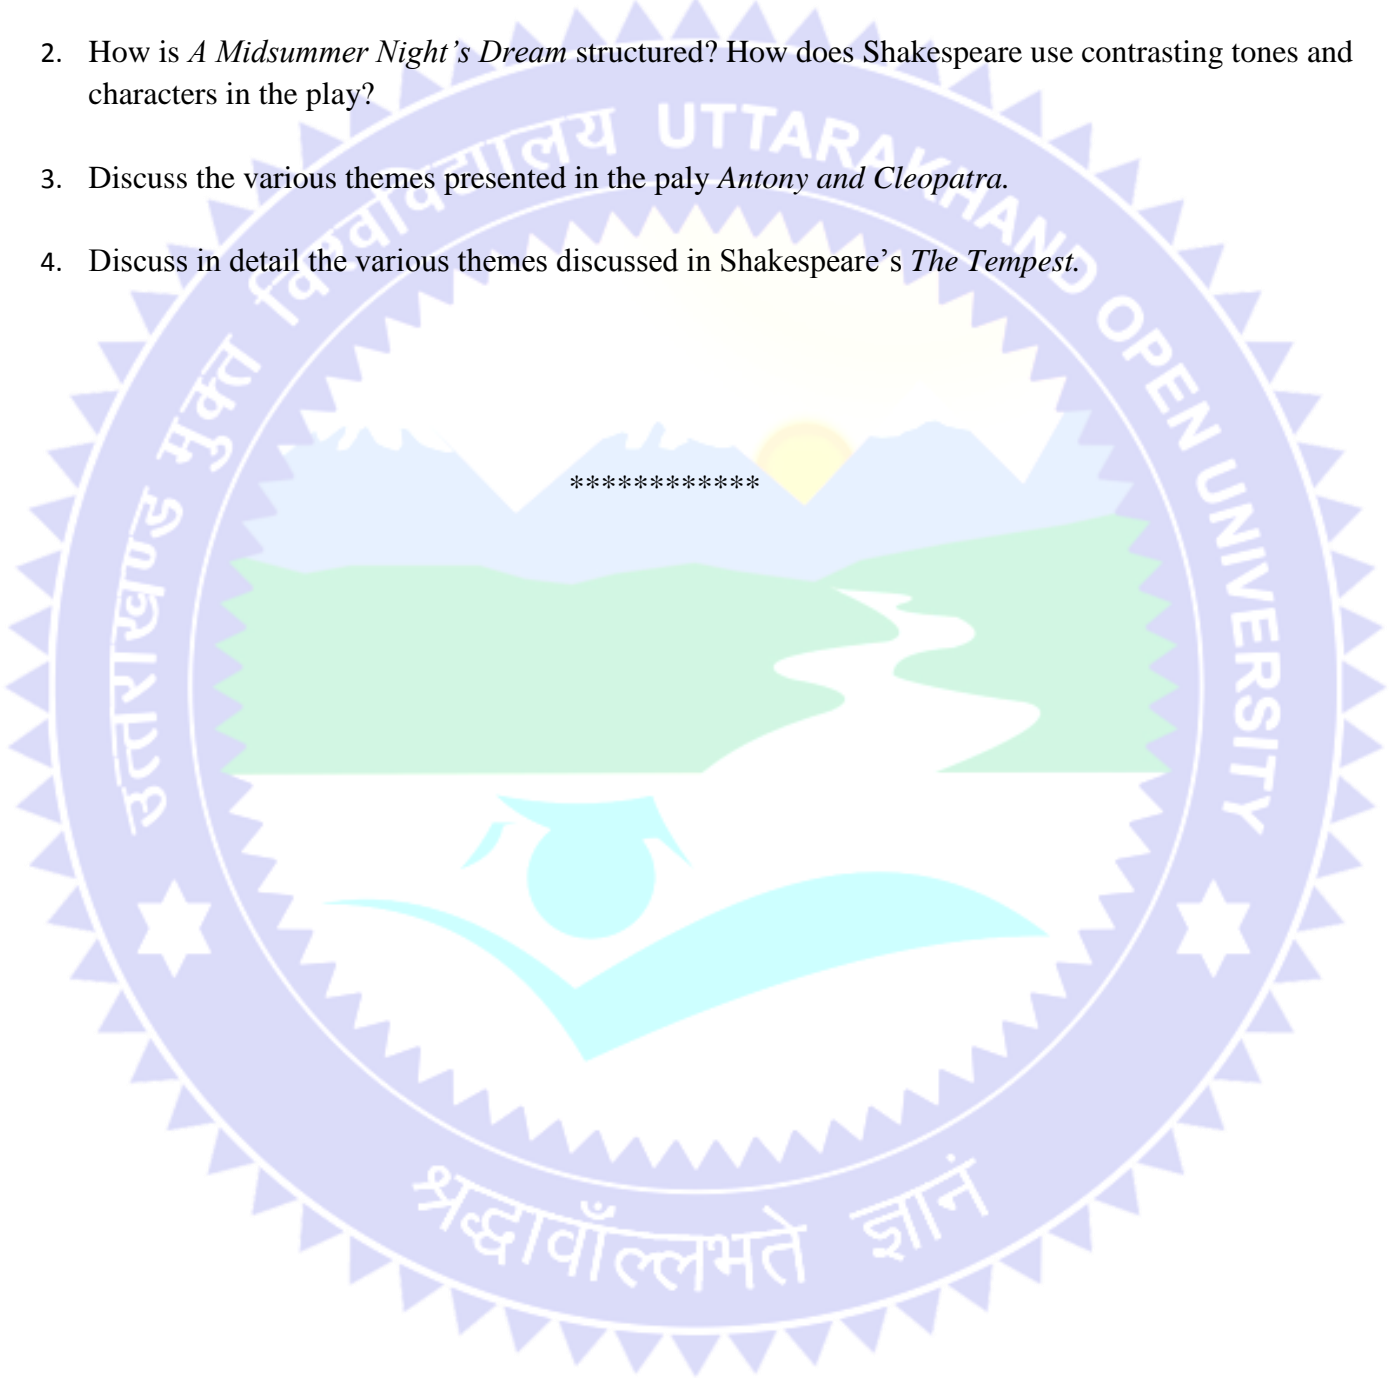 2. How is A Midsummer Night’s Dream structured? How does Shakespeare use contrasting tones and
characters in the play?
3. Discuss the various themes presented in the paly Antony and Cleopatra.
4. Discuss in detail the various themes discussed in Shakespeare’s The Tempest.
************
उत्तराखण्ड मुक्त विश्वविद्यालय UTTARAKHAND OPEN UNIVERSITY
श्रद्धावाँल्लभते ज्ञानं